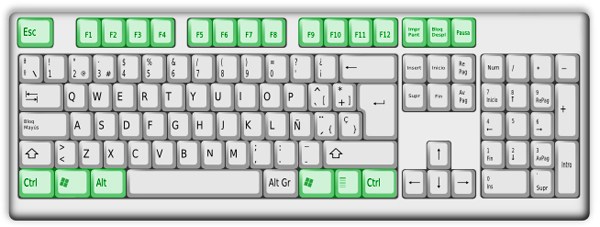 Esc F1 F2 F3 F4 F5 F6 F7 F8 F9 F10 F11 F12 Impr Pant Bloq Despl Pausa
! 1 \ " 2 @ 3 # $ 4 % 5 & 6 / 7 ( 8 ) 9 = 0 ? ' ¿ ¡ ← Insert Inicio Re Pag Num / * −
Q W E R T Y U I O P ^ ` [ * + ] Supr Fin Av Pag 7 Inicio 8 ↑ 9 RePag +
Bloq Mayús A S D F G H J K L Ñ ¨ ´ { Ç } 4 ← 5 6 →
> < Z X C V B N M ; , : . _ - ↑ 1 Fin 2 ↓ 3 AvPag Intro
Ctrl Alt Alt Gr Ctrl ← ↓ → 0 Ins . Supr